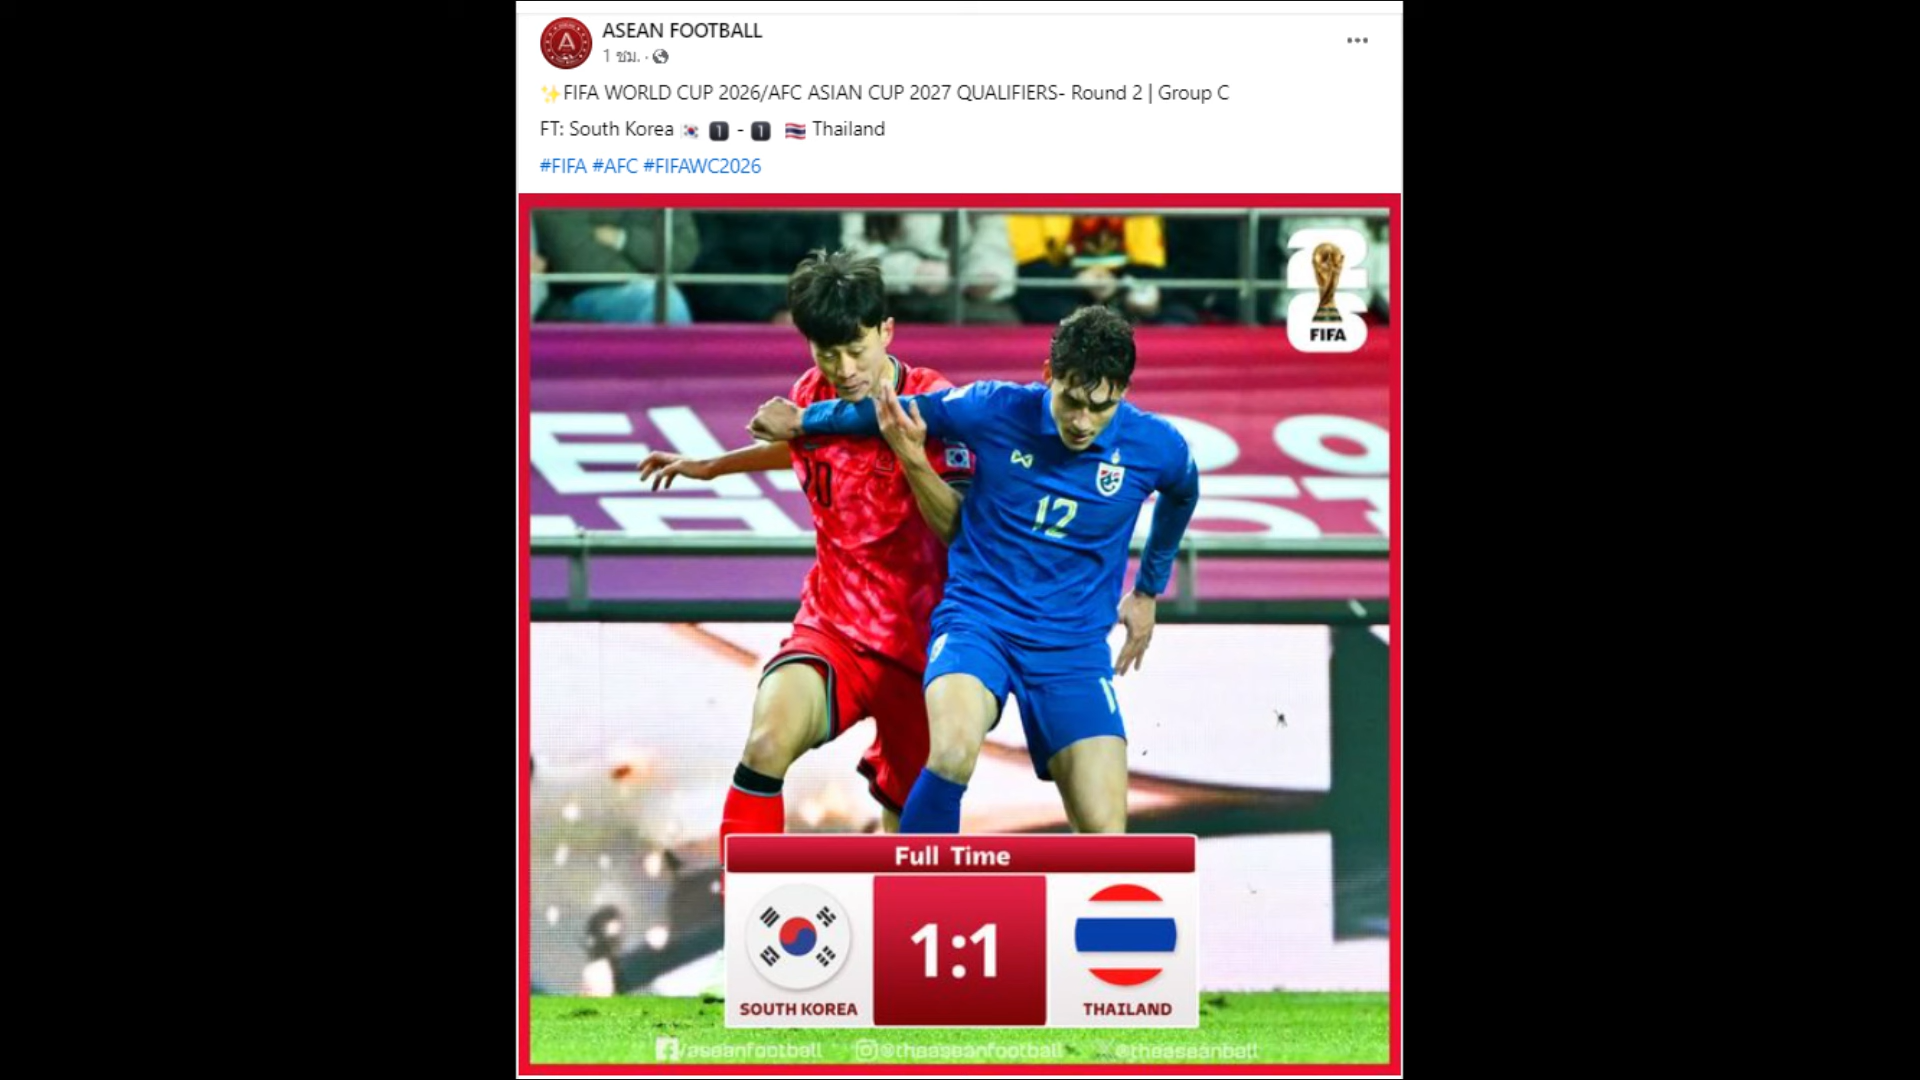 ASEAN FOOTBALL
1 ชม. ·
✨FIFA WORLD CUP 2026/AFC ASIAN CUP 2027 QUALIFIERS- Round 2 | Group C
FT: South Korea 🇰🇷 1 - 1 🇹🇭 Thailand
#FIFA #AFC #FIFAWC2026
FIFA
12
Full Time
1:1
SOUTH KOREA
THAILAND
/aseanfootball @theaseanfootball @theaseanball